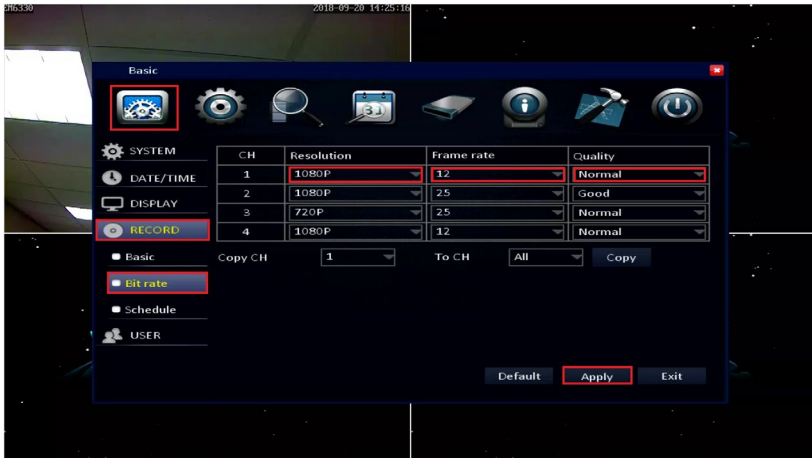 EM6330
2018-09-20 14:25:16
Basic
31
SYSTEM
DATE/TIME
DISPLAY
RECORD
Basic
Bit rate
Schedule
USER
CH Resolution Frame rate Quality
1 1080P 12 Normal
2 1080P 25 Good
3 720P 25 Normal
4 1080P 12 Normal
Copy CH 1 To CH All Copy
Default Apply Exit